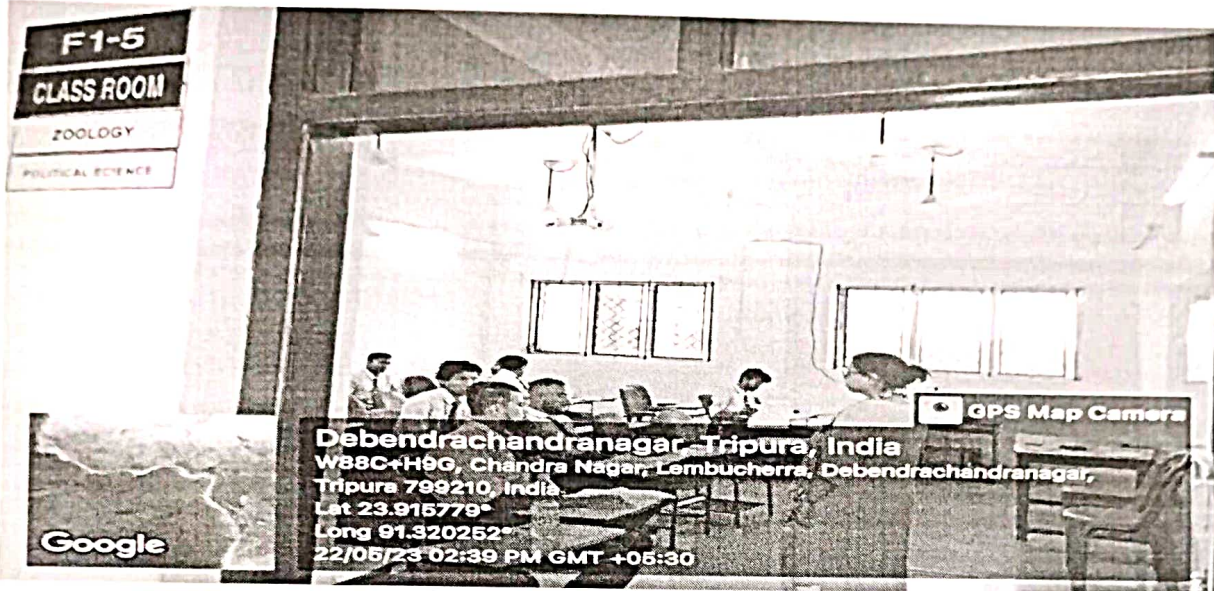 F1-5
CLASS ROOM
ZOOLOGY
POLITICAL SCIENCE
GPS Map Camera
Debendrachandranagar, Tripura, India
W88C+H9G, Chandra Nagar, Lembucherra, Debendrachandranagar,
Tripura 799210, India
Lat 23.915779°
Long 91.320252°
22/05/23 02:39 PM GMT +05:30
Google